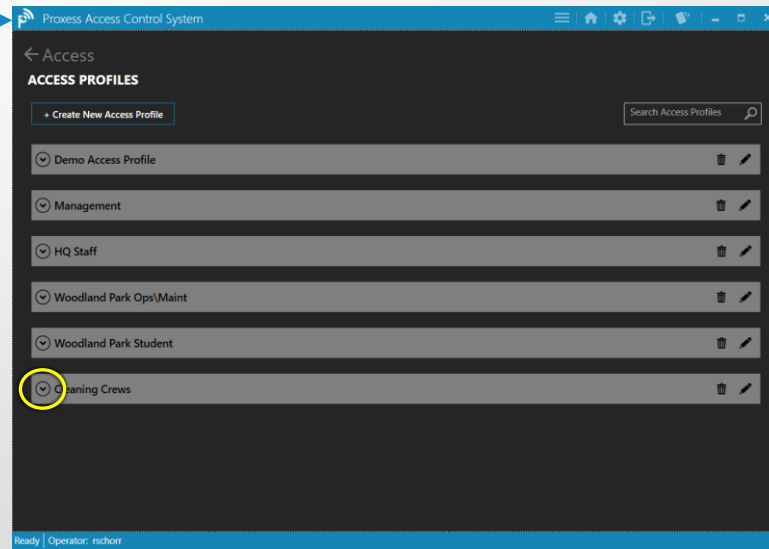 Proxess Access Control System
Access
ACCESS PROFILES
+ Create New Access Profile
Search Access Profiles
Demo Access Profile
Management
HQ Staff
Woodland Park Ops\Maint
Woodland Park Student
Cleaning Crews
Ready Operator: rschorr